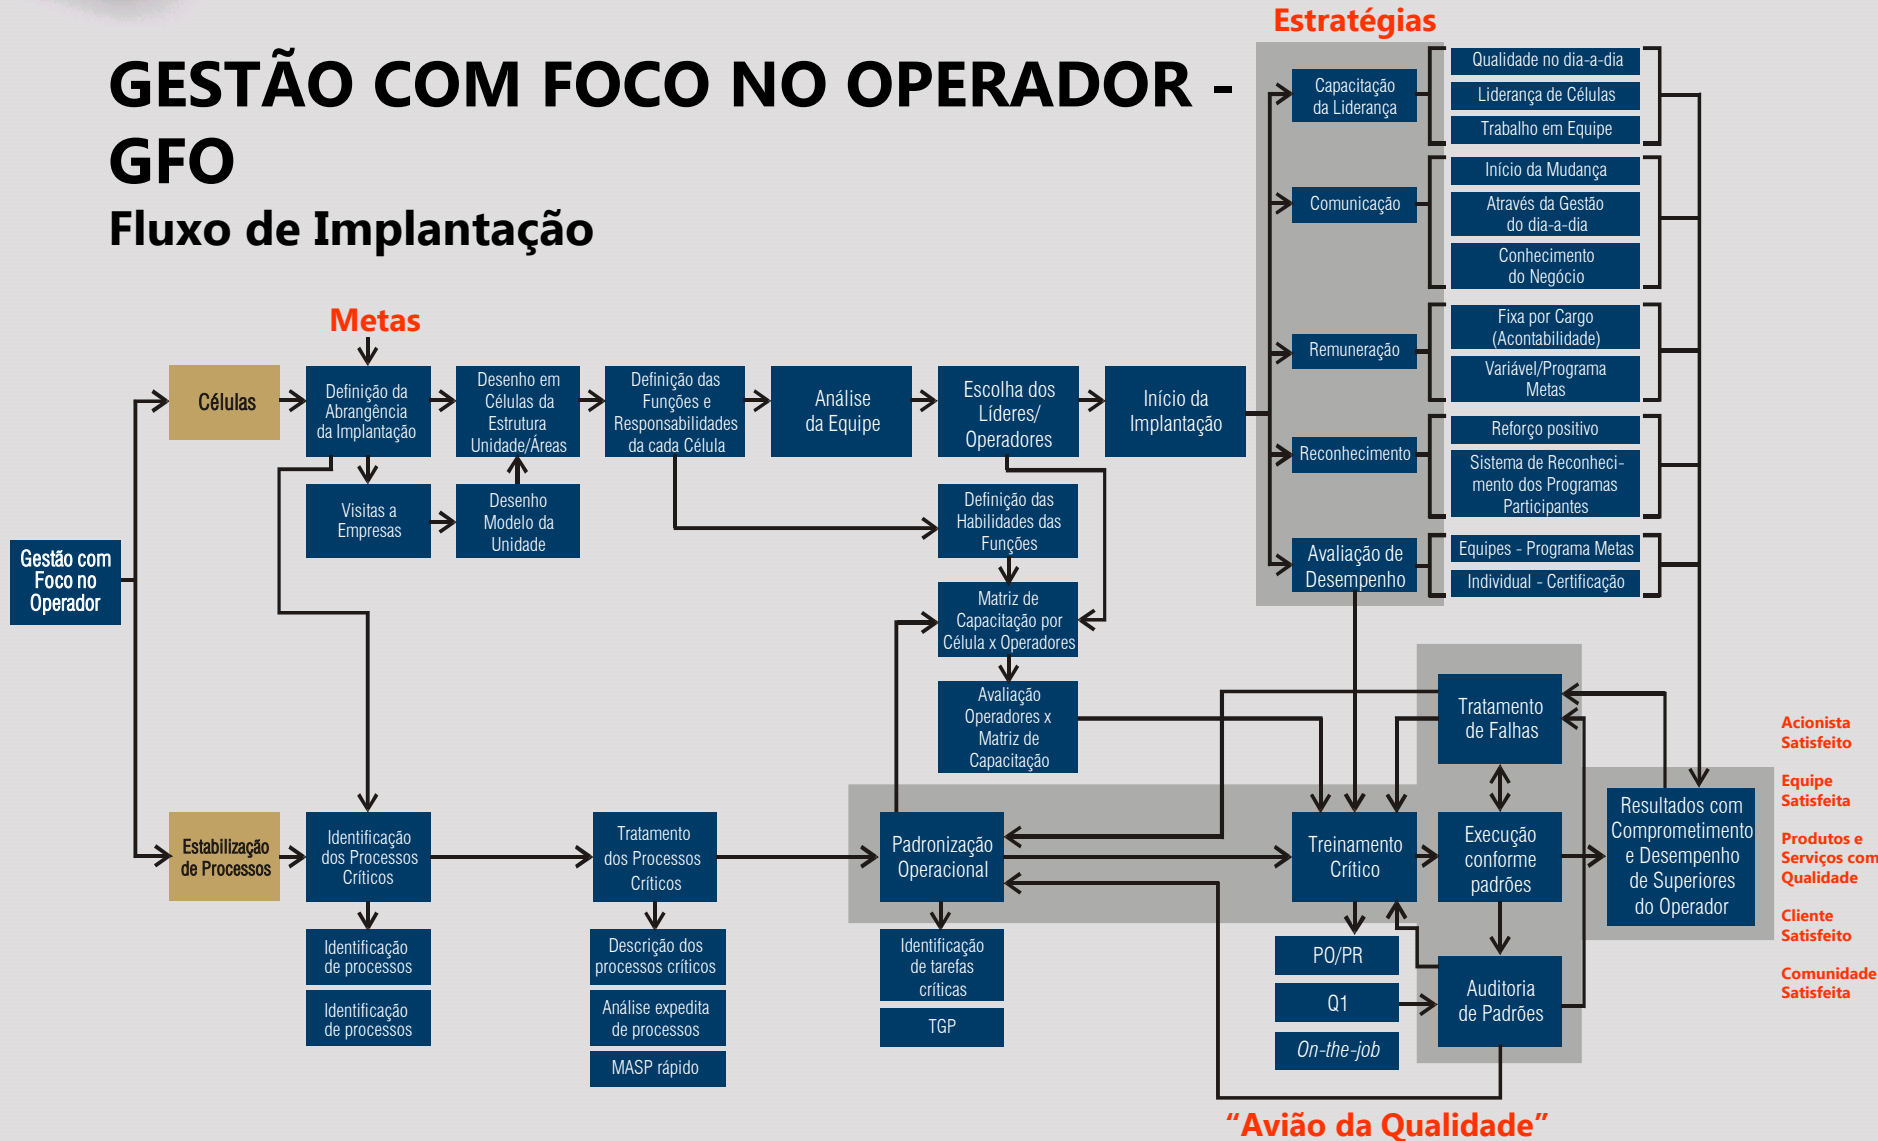 Estratégias
GESTÃO COM FOCO NO OPERADOR -
GFO
Fluxo de Implantação
Capacitação
da Liderança
Qualidade no dia-a-dia
Liderança de Células
Trabalho em Equipe
Comunicação
Início da Mudança
Através da Gestão
do dia-a-dia
Conhecimento
do Negócio
Remuneração
Fixa por Cargo
(Acontabilidade)
Variável/Programa
Metas
Reconhecimento
Reforço positivo
Sistema de Reconheci-
mento dos Programas
Participantes
Avaliação de
Desempenho
Equipes - Programa Metas
Individual - Certificação
Metas
Gestão com
Foco no
Operador
Células
Definição da
Abrangência
da Implantação
Desenho em
Células da
Estrutura
Unidade/Áreas
Definição das
Funções e
Responsabilidades
da cada Célula
Análise
da Equipe
Escolha dos
Líderes/
Operadores
Início da
Implantação
Visitas a
Empresas
Desenho
Modelo da
Unidade
Definição das
Habilidades das
Funções
Matriz de
Capacitação por
Célula x Operadores
Avaliação
Operadores x
Matriz de
Capacitação
Estabilização
de Processos
Identificação
dos Processos
Críticos
Tratamento
dos Processos
Críticos
Padronização
Operacional
Treinamento
Crítico
Execução
conforme
padrões
Tratamento
de Falhas
Resultados com
Comprometimento
e Desempenho
de Superiores
do Operador
Identificação
de processos
Identificação
de processos
Descrição dos
processos críticos
Análise expedita
de processos
MASP rápido
Identificação
de tarefas
críticas
TGP
PO/PR
Q1
On-the-job
Auditoria
de Padrões
Acionista
Satisfeito
Equipe
Satisfeita
Produtos e
Serviços com
Qualidade
Cliente
Satisfeito
Comunidade
Satisfeita
“Avião da Qualidade”